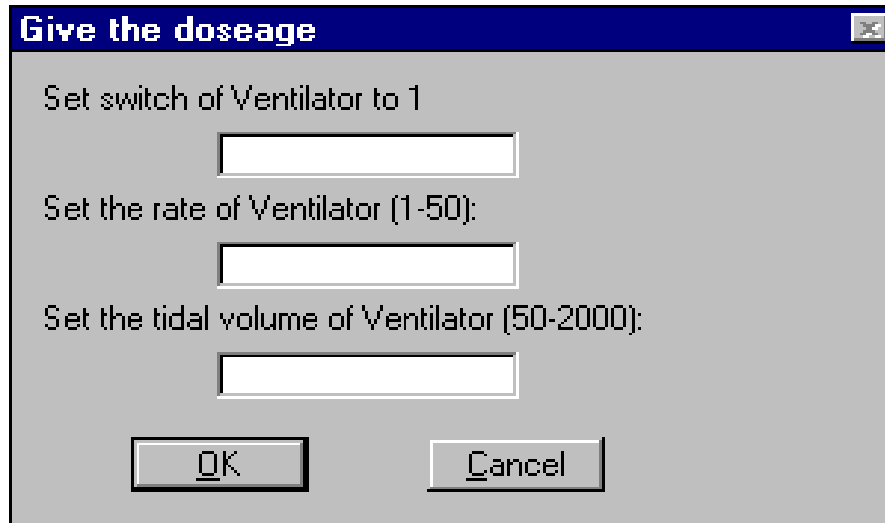 Give the doseage
Set switch of Ventilator to 1
Set the rate of Ventilator (1-50):
Set the tidal volume of Ventilator (50-2000):
OK Cancel